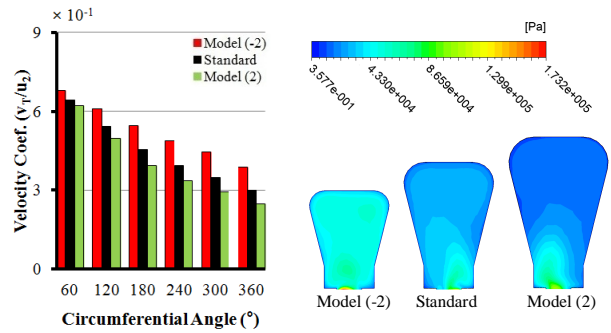 × 10⁻¹
9
6
3
0
Velocity Coef. (v_T/u₂)
Model (-2)
Standard
Model (2)
60 120 180 240 300 360
Circumferential Angle (°)
[Pa]
3.577e-001 4.330e+004 8.659e+004 1.299e+005 1.732e+005
Model (-2) Standard Model (2)